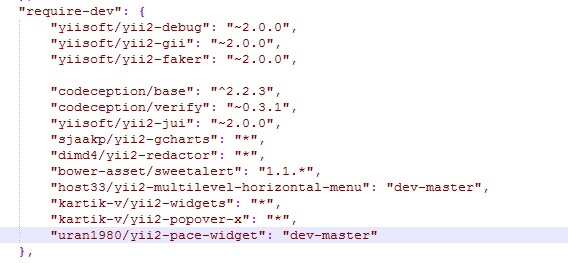 "require-dev": {
"yiisoft/yii2-debug": "~2.0.0",
"yiisoft/yii2-gii": "~2.0.0",
"yiisoft/yii2-faker": "~2.0.0",
"codeception/base": "^2.2.3",
"codeception/verify": "~0.3.1",
"yiisoft/yii2-jui": "~2.0.0",
"sjaakp/yii2-gcharts": "*",
"dimd4/yii2-redactor": "*",
"bower-asset/sweetalert": "1.1.*",
"host33/yii2-multilevel-horizontal-menu": "dev-master",
"kartik-v/yii2-widgets": "*",
"kartik-v/yii2-popover-x": "*",
"uran1980/yii2-pace-widget": "dev-master"
},